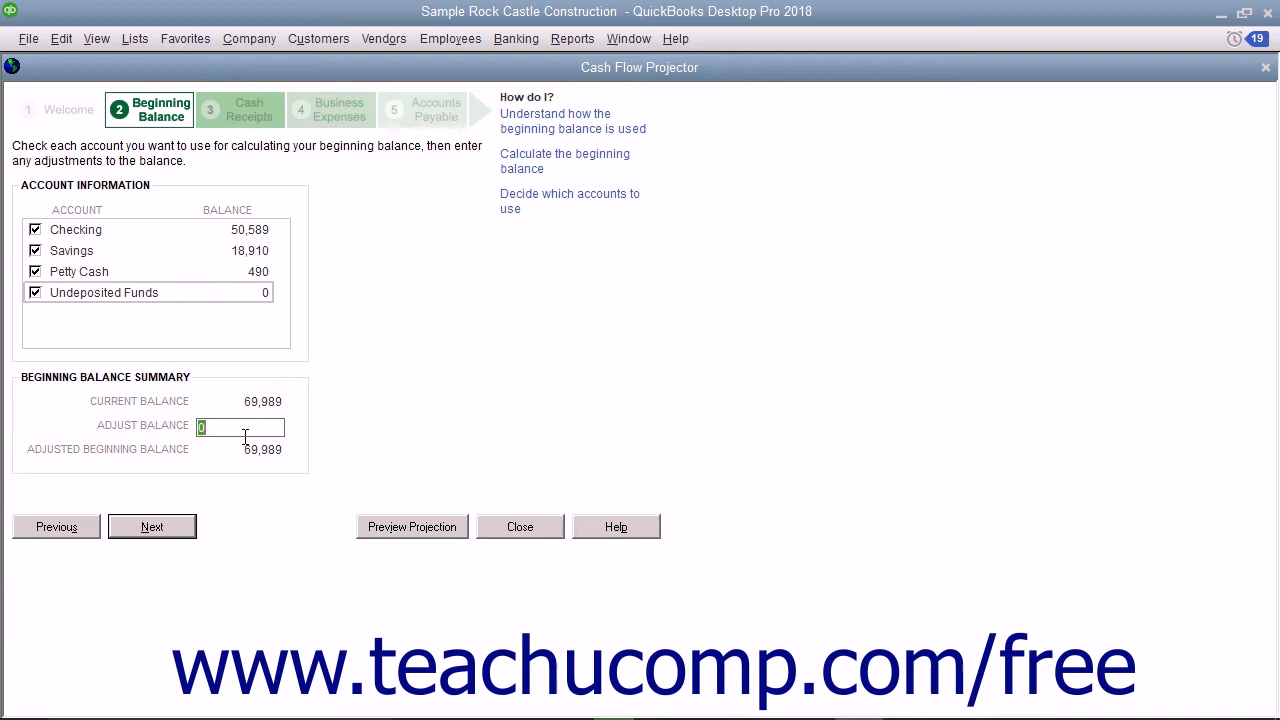 Sample Rock Castle Construction - QuickBooks Desktop Pro 2018
File Edit View Lists Favorites Company Customers Vendors Employees Banking Reports Window Help 19
Cash Flow Projector
1 Welcome 2 Beginning Balance 3 Cash Receipts 4 Business Expenses 5 Accounts Payable
How do I?
Understand how the
beginning balance is used
Calculate the beginning
balance
Decide which accounts to
use
Check each account you want to use for calculating your beginning balance, then enter
any adjustments to the balance.
ACCOUNT INFORMATION
ACCOUNT BALANCE
Checking 50,589
Savings 18,910
Petty Cash 490
Undeposited Funds 0
BEGINNING BALANCE SUMMARY
CURRENT BALANCE 69,989
ADJUST BALANCE 0
ADJUSTED BEGINNING BALANCE 69,989
Previous Next Preview Projection Close Help
www.teachucomp.com/free